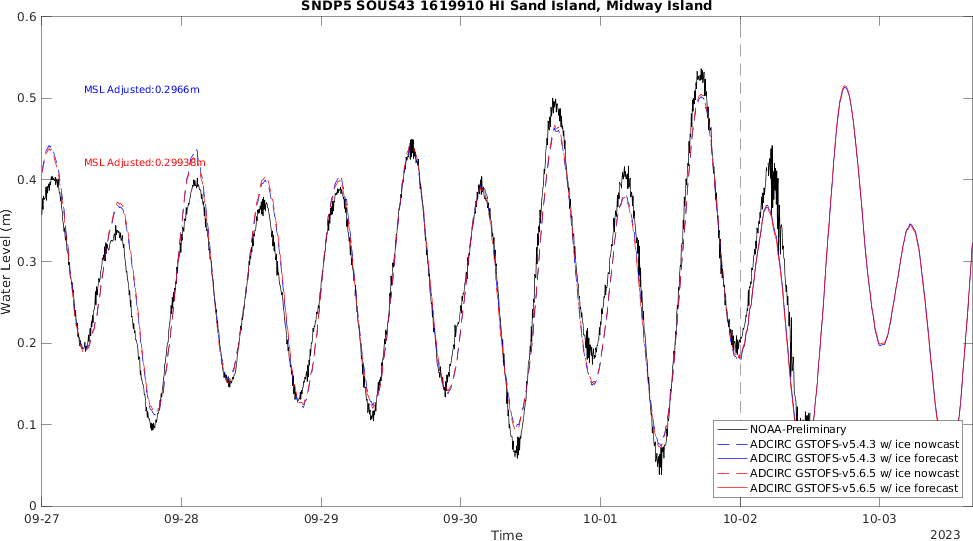 SNDP5 SOUS43 1619910 HI Sand Island, Midway Island
0.6
0.5
0.4
0.3
0.2
0.1
0
Water Level (m)
MSL Adjusted:0.2966m
MSL Adjusted:0.29938m
NOAA-Preliminary
ADCIRC GSTOFS-v5.4.3 w/ ice nowcast
ADCIRC GSTOFS-v5.4.3 w/ ice forecast
ADCIRC GSTOFS-v5.6.5 w/ ice nowcast
ADCIRC GSTOFS-v5.6.5 w/ ice forecast
09-27 09-28 09-29 09-30 10-01 10-02 10-03
Time
2023